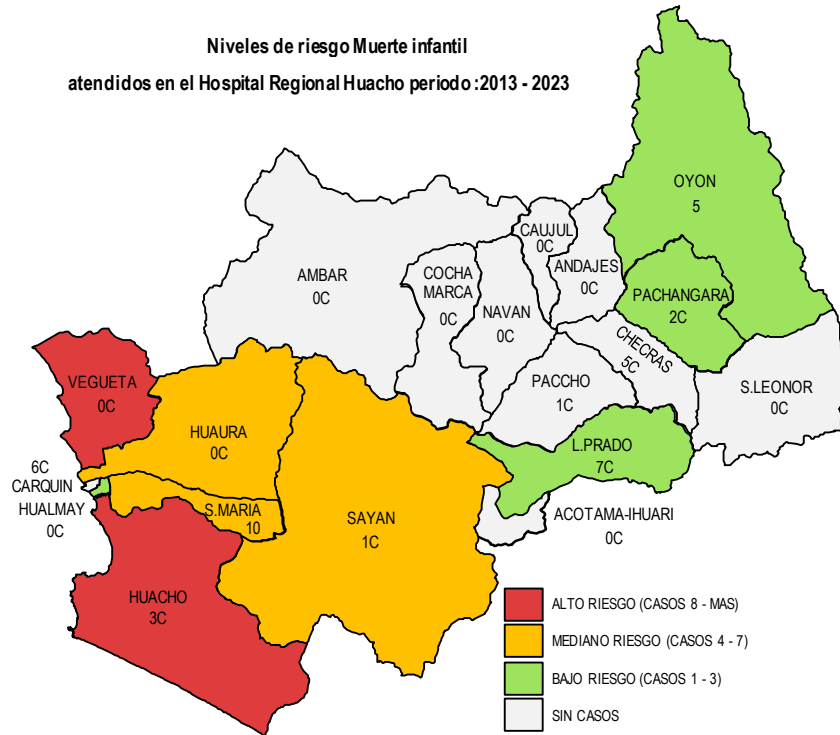 Niveles de riesgo Muerte infantil
atendidos en el Hospital Regional Huacho periodo :2013 - 2023
OYON
5
CAUJUL
0C
ANDAJES
0C
AMBAR
0C
COCHA
MARCA
0C
NAVAN
0C
PACHANGARA
2C
CHECRAS
5C
VEGUETA
0C
PACCHO
1C
S.LEONOR
0C
HUAURA
0C
L.PRADO
7C
6C
CARQUIN
HUALMAY
0C
S.MARIA
10
SAYAN
1C
ACOTAMA-IHUARI
0C
HUACHO
3C
ALTO RIESGO (CASOS 8 - MAS)
MEDIANO RIESGO (CASOS 4 - 7)
BAJO RIESGO (CASOS 1 - 3)
SIN CASOS